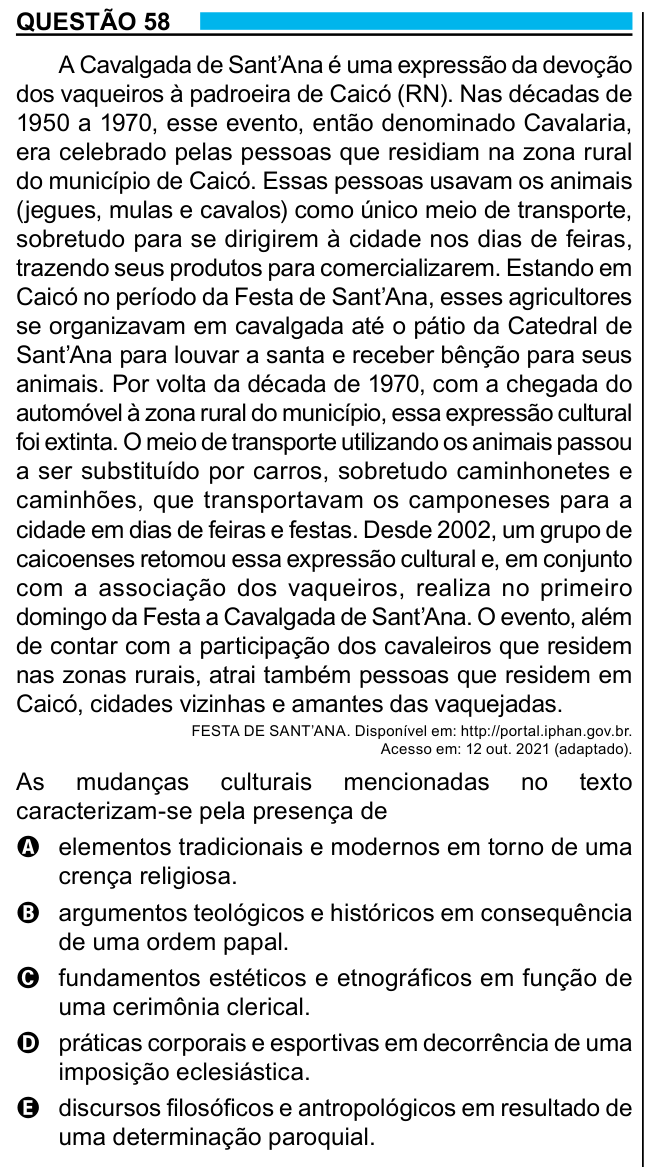 QUESTÃO 58
A Cavalgada de Sant’Ana é uma expressão da devoção
dos vaqueiros à padroeira de Caicó (RN). Nas décadas de
1950 a 1970, esse evento, então denominado Cavalaria,
era celebrado pelas pessoas que residiam na zona rural
do município de Caicó. Essas pessoas usavam os animais
(jegues, mulas e cavalos) como único meio de transporte,
sobretudo para se dirigirem à cidade nos dias de feiras,
trazendo seus produtos para comercializarem. Estando em
Caicó no período da Festa de Sant’Ana, esses agricultores
se organizavam em cavalgada até o pátio da Catedral de
Sant’Ana para louvar a santa e receber bênção para seus
animais. Por volta da década de 1970, com a chegada do
automóvel à zona rural do município, essa expressão cultural
foi extinta. O meio de transporte utilizando os animais passou
a ser substituído por carros, sobretudo caminhonetes e
caminhões, que transportavam os camponeses para a
cidade em dias de feiras e festas. Desde 2002, um grupo de
caicoenses retomou essa expressão cultural e, em conjunto
com a associação dos vaqueiros, realiza no primeiro
domingo da Festa a Cavalgada de Sant’Ana. O evento, além
de contar com a participação dos cavaleiros que residem
nas zonas rurais, atrai também pessoas que residem em
Caicó, cidades vizinhas e amantes das vaquejadas.
FESTA DE SANT’ANA. Disponível em: http://portal.iphan.gov.br.
Acesso em: 12 out. 2021 (adaptado).
As mudanças culturais mencionadas no texto
caracterizam-se pela presença de
A elementos tradicionais e modernos em torno de uma
crença religiosa.
B argumentos teológicos e históricos em consequência
de uma ordem papal.
C fundamentos estéticos e etnográficos em função de
uma cerimônia clerical.
D práticas corporais e esportivas em decorrência de uma
imposição eclesiástica.
E discursos filosóficos e antropológicos em resultado de
uma determinação paroquial.